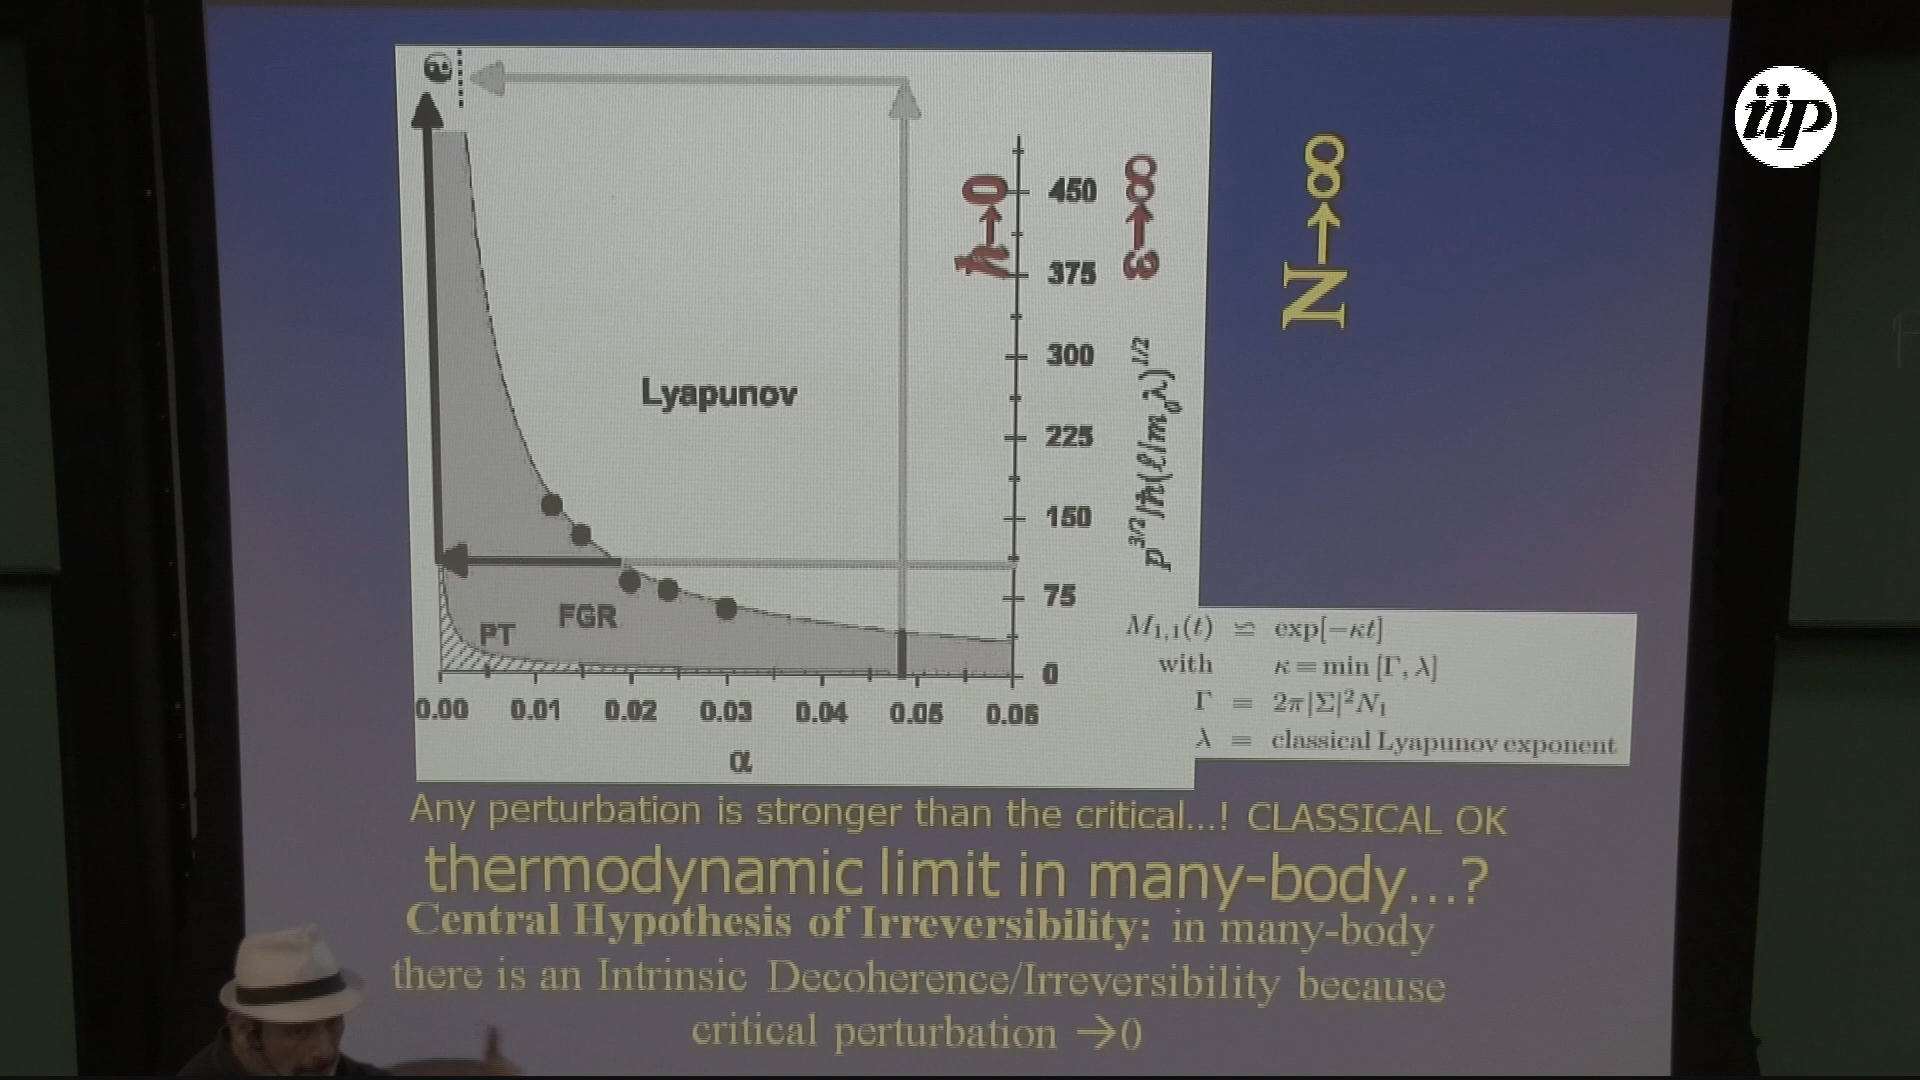 iip
N→∞
ħ→0
ε→∞
450
375
300
225
150
75
0
p^3/2/ħ(ℓ/m₀λ)^1/2
Lyapunov
FGR
PT
0.00 0.01 0.02 0.03 0.04 0.05 0.06
α
M₁,₁(t) ≃ exp[−κt]
with κ = min [Γ, λ]
Γ = 2π|Σ|²N₁
λ = classical Lyapunov exponent
Any perturbation is stronger than the critical...! CLASSICAL OK
thermodynamic limit in many-body...?
Central Hypothesis of Irreversibility: in many-body
there is an Intrinsic Decoherence/Irreversibility because
critical perturbation →0